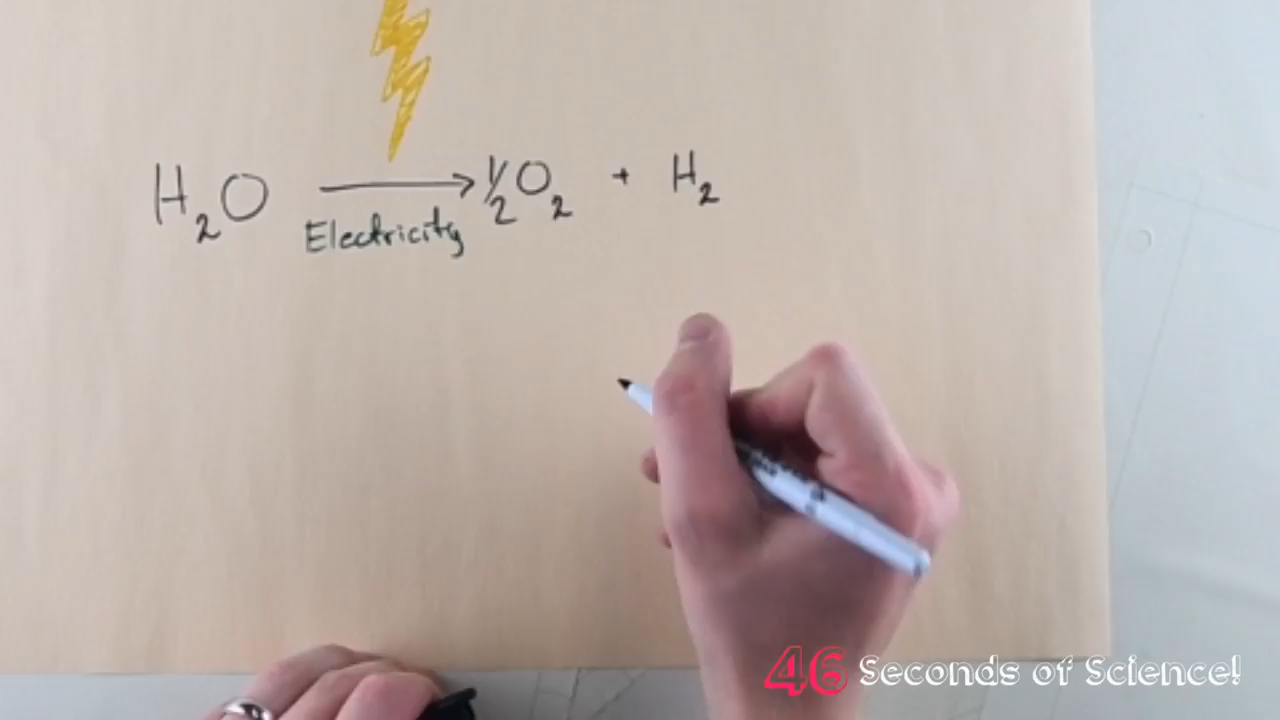 H₂O → ½O₂ + H₂
Electricity
46 Seconds of Science!